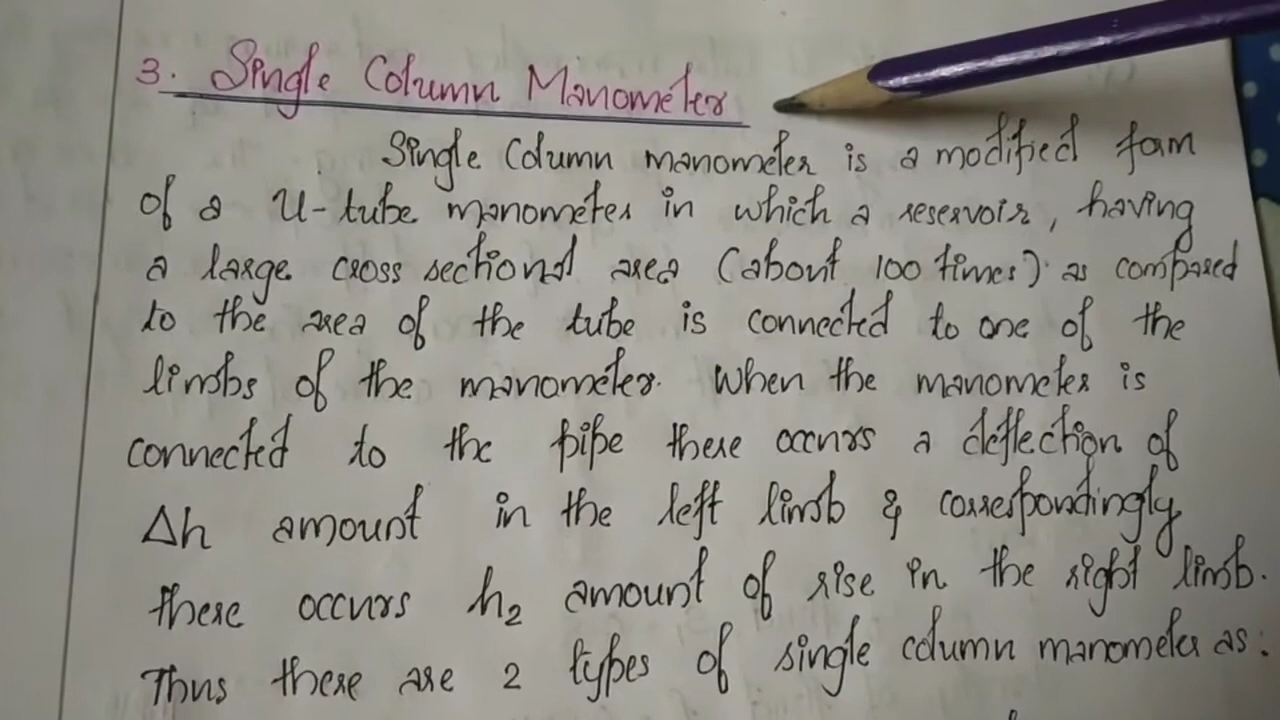 3. Single Column Manometer
Single Column manometer is a modified form
of a U-tube manometer in which a reservoir, having
a large cross sectional area (about 100 times) as compared
to the area of the tube is connected to one of the
limbs of the manometer. When the manometer is
connected to the pipe there occurs a deflection of
Δh amount in the left limb & correspondingly
there occurs h₂ amount of rise in the right limb.
Thus there are 2 types of single column manometer as: